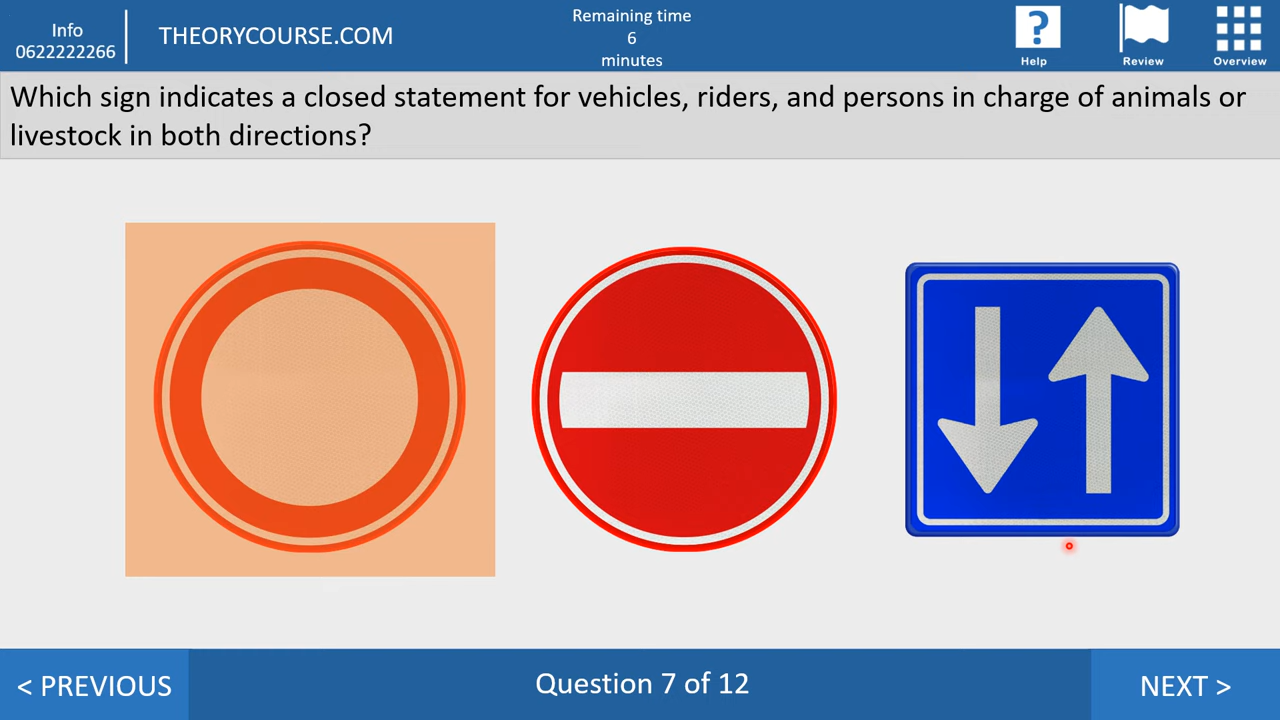 Info
0622222266
THEORYCOURSE.COM
Remaining time
6
minutes
Help
Review
Overview
Which sign indicates a closed statement for vehicles, riders, and persons in charge of animals or
livestock in both directions?
< PREVIOUS
Question 7 of 12
NEXT >